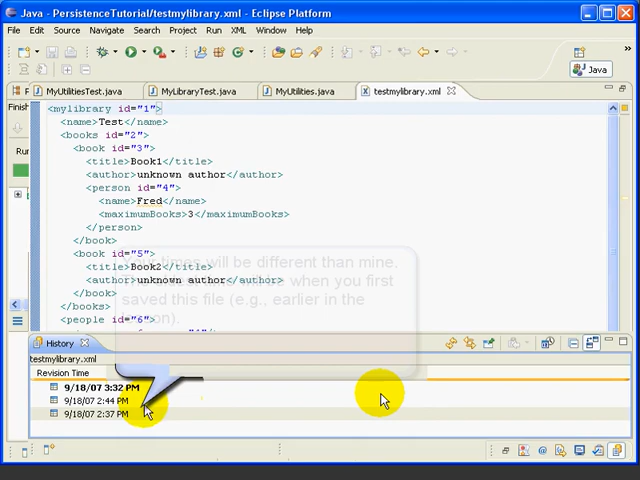 Java - PersistenceTutorial/testmylibrary.xml - Eclipse Platform
File Edit Source Navigate Search Project Run XML Window Help
Java
MyUtilitiesTest.java MyLibraryTest.java MyUtilities.java testmylibrary.xml
Finish
Run
<mylibrary id="1">
<name>Test</name>
<books id="2">
<book id="3">
<title>Book1</title>
<author>unknown author</author>
<person id="4">
<name>Fred</name>
<maximumBooks>3</maximumBooks>
</person>
</book>
<book id="5">
<title>Book2</title>
<author>unknown author</author>
</book>
</books>
<people id="6">
Your times will be different than mine.
when you first
saved this file (e.g., earlier in the
History
testmylibrary.xml
Revision Time
9/18/07 3:32 PM
9/18/07 2:44 PM
9/18/07 2:37 PM